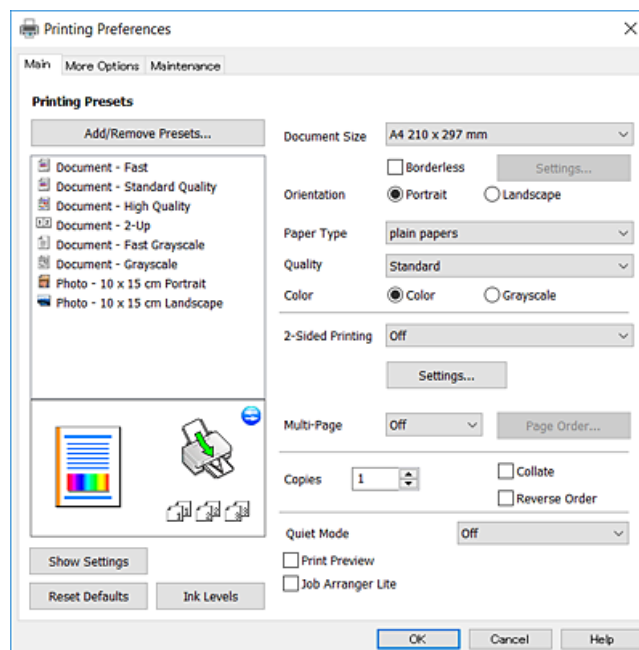 Printing Preferences
Main
More Options
Maintenance
Printing Presets
Add/Remove Presets...
Document - Fast
Document - Standard Quality
Document - High Quality
Document - 2-Up
Document - Fast Grayscale
Document - Grayscale
Photo - 10 x 15 cm Portrait
Photo - 10 x 15 cm Landscape
Show Settings
Reset Defaults
Ink Levels
Document Size
A4 210 x 297 mm
Borderless
Settings...
Orientation
Portrait
Landscape
Paper Type
plain papers
Quality
Standard
Color
Color
Grayscale
2-Sided Printing
Off
Settings...
Multi-Page
Off
Page Order...
Copies
1
Collate
Reverse Order
Quiet Mode
Off
Print Preview
Job Arranger Lite
OK
Cancel
Help